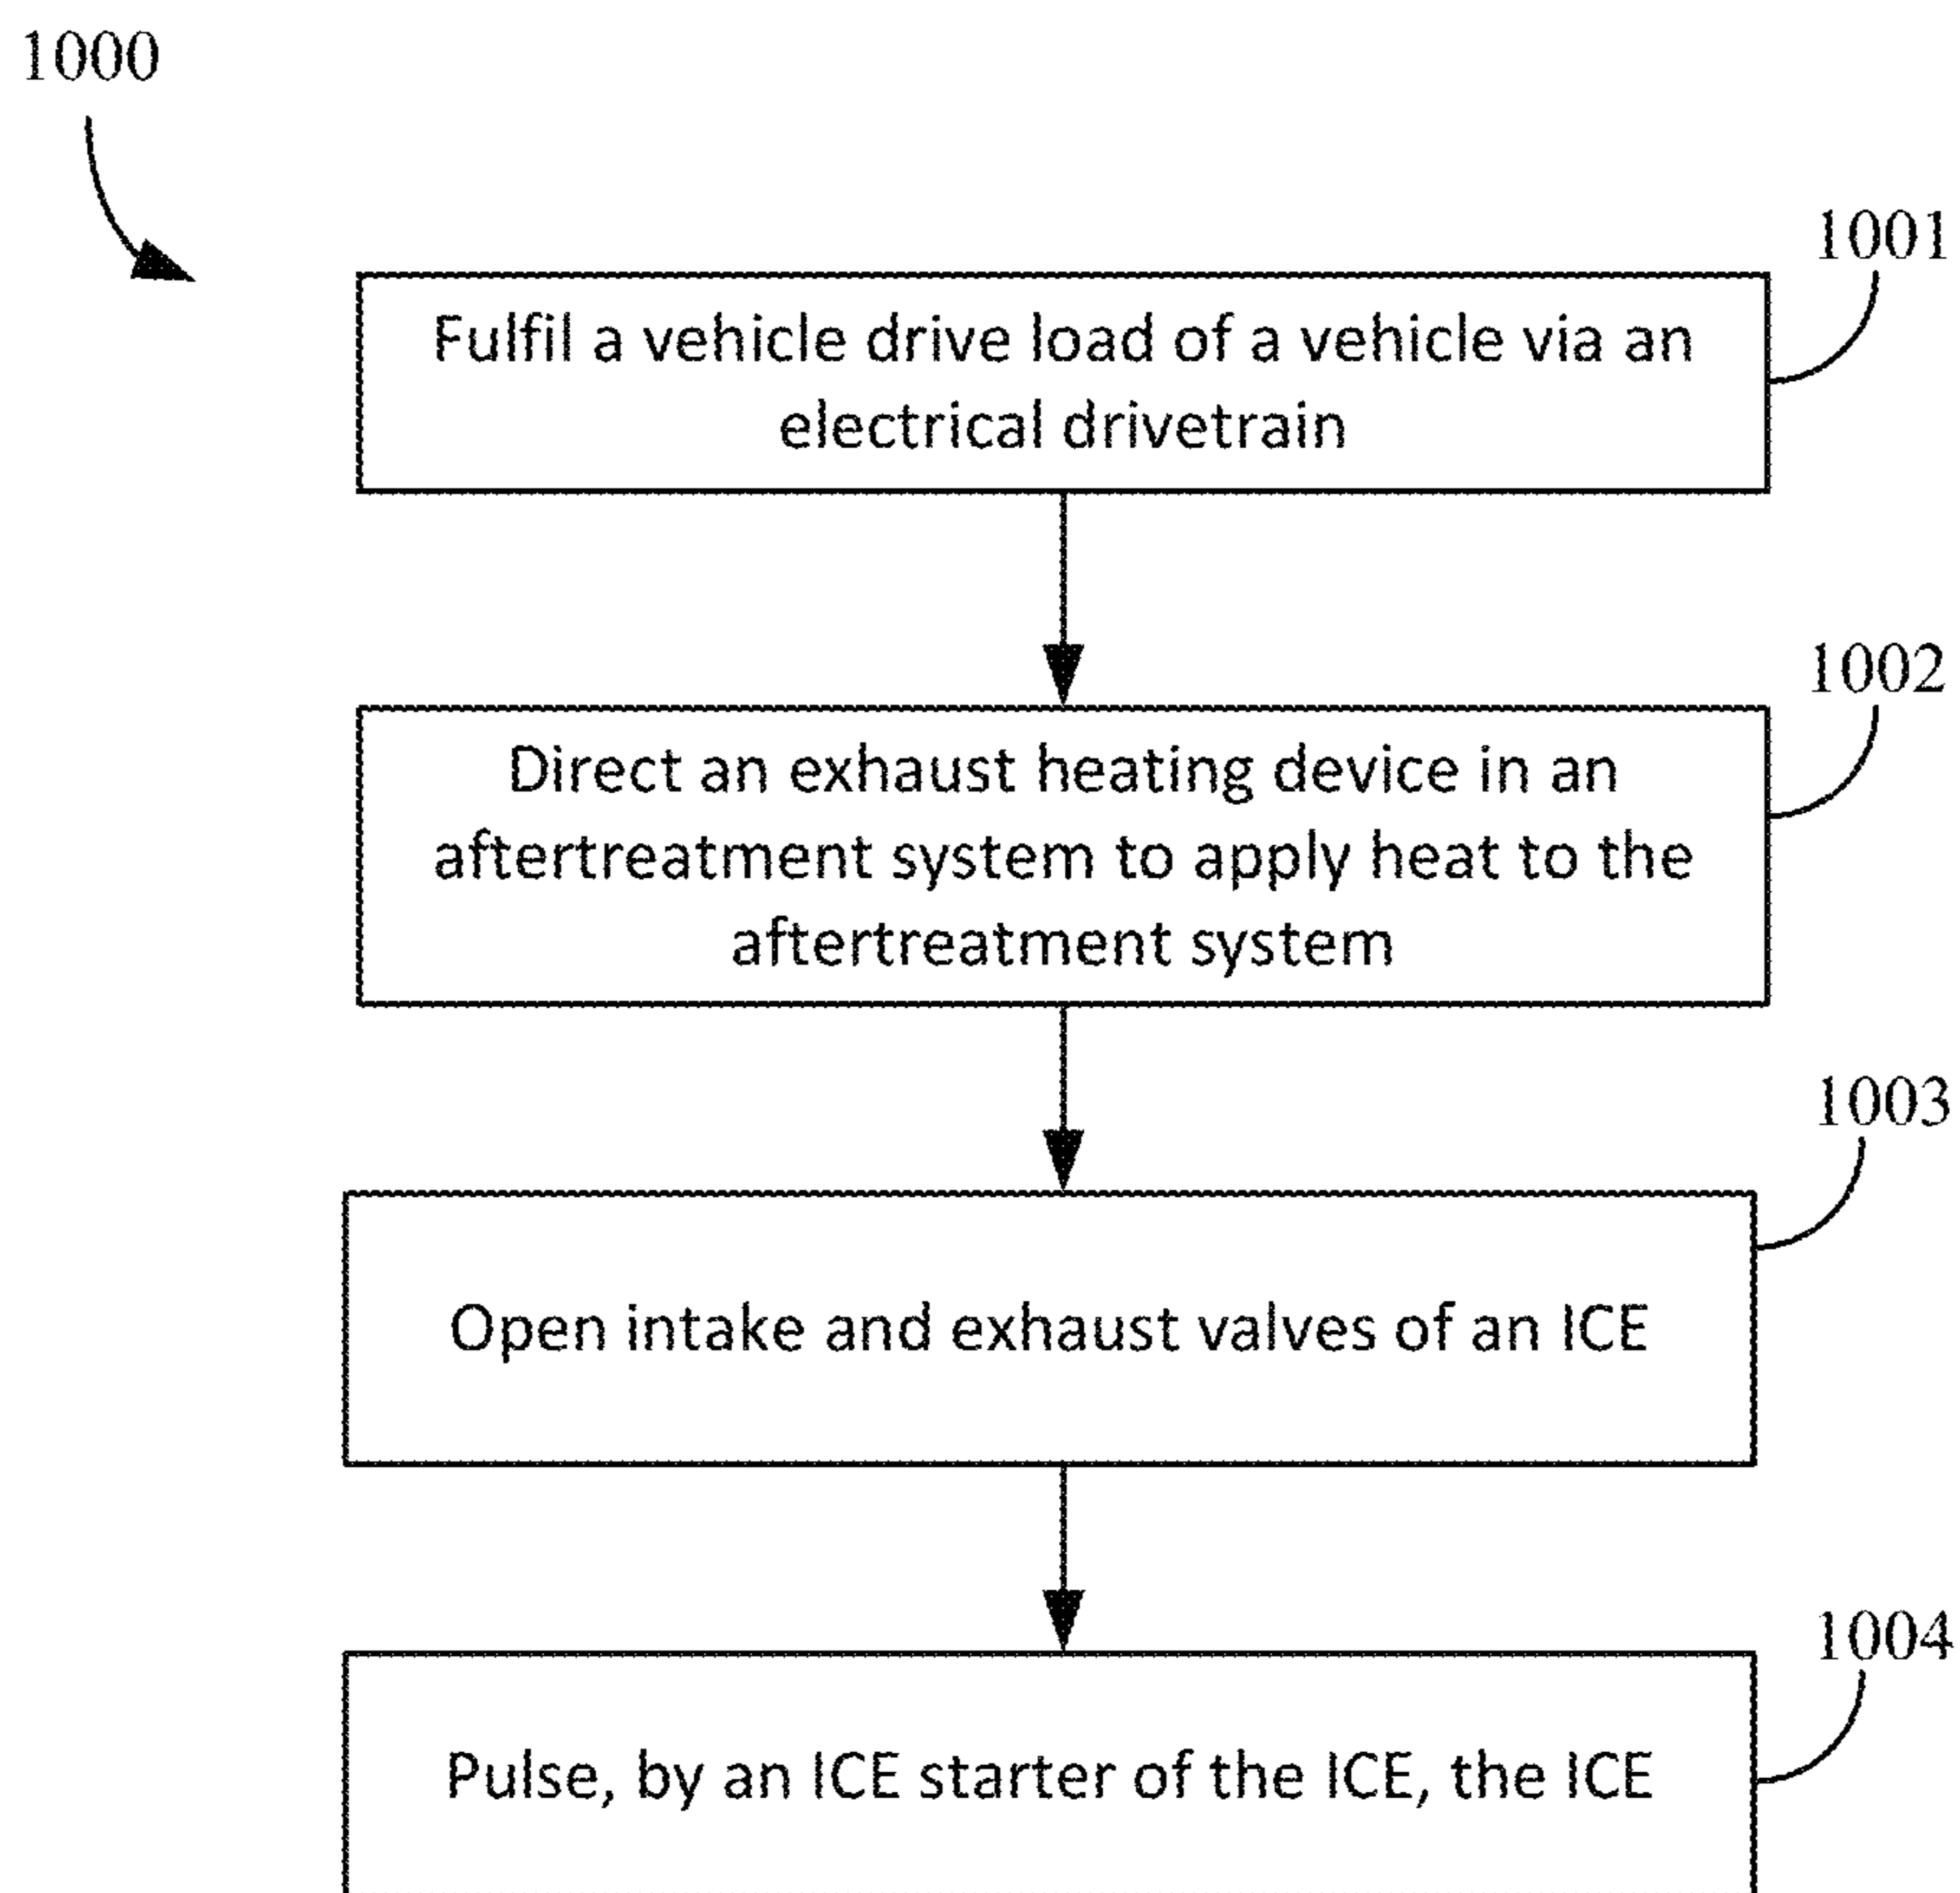 1000
1001
Fulfil a vehicle drive load of a vehicle via an
electrical drivetrain
1002
Direct an exhaust heating device in an
aftertreatment system to apply heat to the
aftertreatment system
1003
Open intake and exhaust valves of an ICE
1004
Pulse, by an ICE starter of the ICE, the ICE